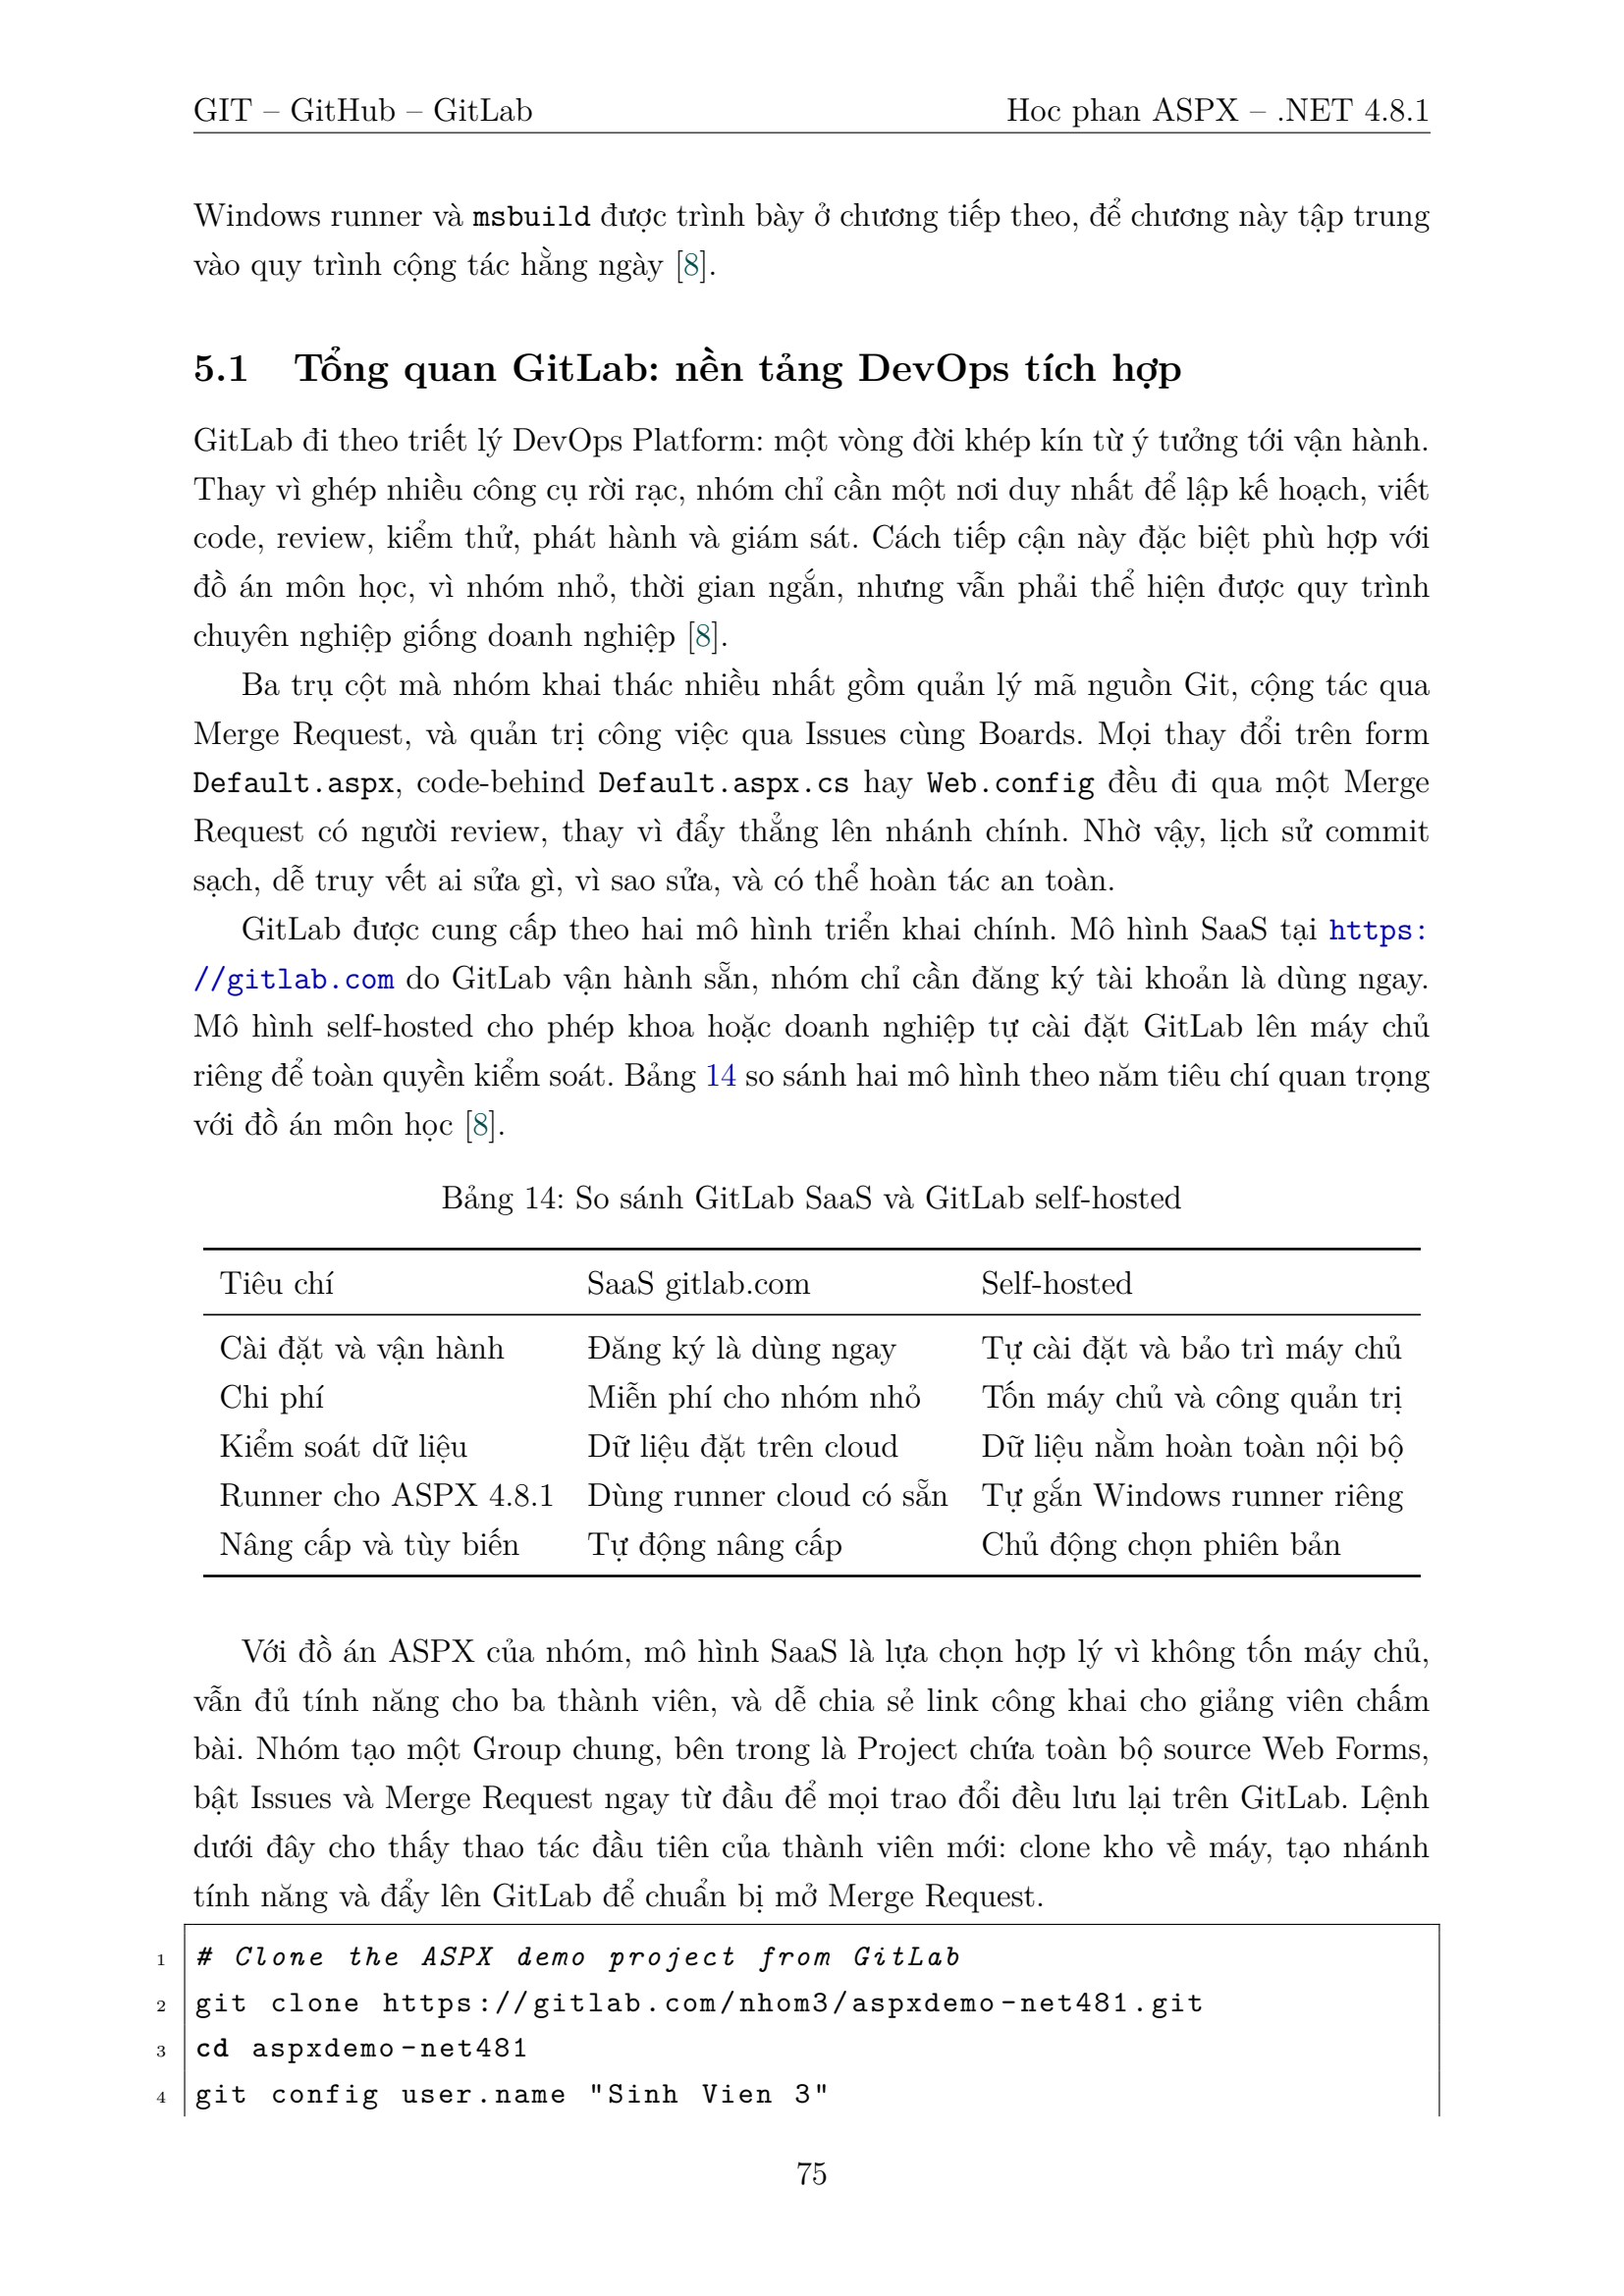 GIT – GitHub – GitLab Hoc phan ASPX – .NET 4.8.1
Windows runner và msbuild được trình bày ở chương tiếp theo, để chương này tập trung
vào quy trình cộng tác hằng ngày [8].
5.1 Tổng quan GitLab: nền tảng DevOps tích hợp
GitLab đi theo triết lý DevOps Platform: một vòng đời khép kín từ ý tưởng tới vận hành.
Thay vì ghép nhiều công cụ rời rạc, nhóm chỉ cần một nơi duy nhất để lập kế hoạch, viết
code, review, kiểm thử, phát hành và giám sát. Cách tiếp cận này đặc biệt phù hợp với
đồ án môn học, vì nhóm nhỏ, thời gian ngắn, nhưng vẫn phải thể hiện được quy trình
chuyên nghiệp giống doanh nghiệp [8].
Ba trụ cột mà nhóm khai thác nhiều nhất gồm quản lý mã nguồn Git, cộng tác qua
Merge Request, và quản trị công việc qua Issues cùng Boards. Mọi thay đổi trên form
Default.aspx, code-behind Default.aspx.cs hay Web.config đều đi qua một Merge
Request có người review, thay vì đẩy thẳng lên nhánh chính. Nhờ vậy, lịch sử commit
sạch, dễ truy vết ai sửa gì, vì sao sửa, và có thể hoàn tác an toàn.
GitLab được cung cấp theo hai mô hình triển khai chính. Mô hình SaaS tại https:
//gitlab.com do GitLab vận hành sẵn, nhóm chỉ cần đăng ký tài khoản là dùng ngay.
Mô hình self-hosted cho phép khoa hoặc doanh nghiệp tự cài đặt GitLab lên máy chủ
riêng để toàn quyền kiểm soát. Bảng 14 so sánh hai mô hình theo năm tiêu chí quan trọng
với đồ án môn học [8].
Bảng 14: So sánh GitLab SaaS và GitLab self-hosted
Tiêu chí SaaS gitlab.com Self-hosted
Cài đặt và vận hành Đăng ký là dùng ngay Tự cài đặt và bảo trì máy chủ
Chi phí Miễn phí cho nhóm nhỏ Tốn máy chủ và công quản trị
Kiểm soát dữ liệu Dữ liệu đặt trên cloud Dữ liệu nằm hoàn toàn nội bộ
Runner cho ASPX 4.8.1 Dùng runner cloud có sẵn Tự gắn Windows runner riêng
Nâng cấp và tùy biến Tự động nâng cấp Chủ động chọn phiên bản
Với đồ án ASPX của nhóm, mô hình SaaS là lựa chọn hợp lý vì không tốn máy chủ,
vẫn đủ tính năng cho ba thành viên, và dễ chia sẻ link công khai cho giảng viên chấm
bài. Nhóm tạo một Group chung, bên trong là Project chứa toàn bộ source Web Forms,
bật Issues và Merge Request ngay từ đầu để mọi trao đổi đều lưu lại trên GitLab. Lệnh
dưới đây cho thấy thao tác đầu tiên của thành viên mới: clone kho về máy, tạo nhánh
tính năng và đẩy lên GitLab để chuẩn bị mở Merge Request.
1 # Clone the ASPX demo project from GitLab
2 git clone https://gitlab.com/nhom3/aspxdemo-net481.git
3 cd aspxdemo-net481
4 git config user.name "Sinh Vien 3"
75